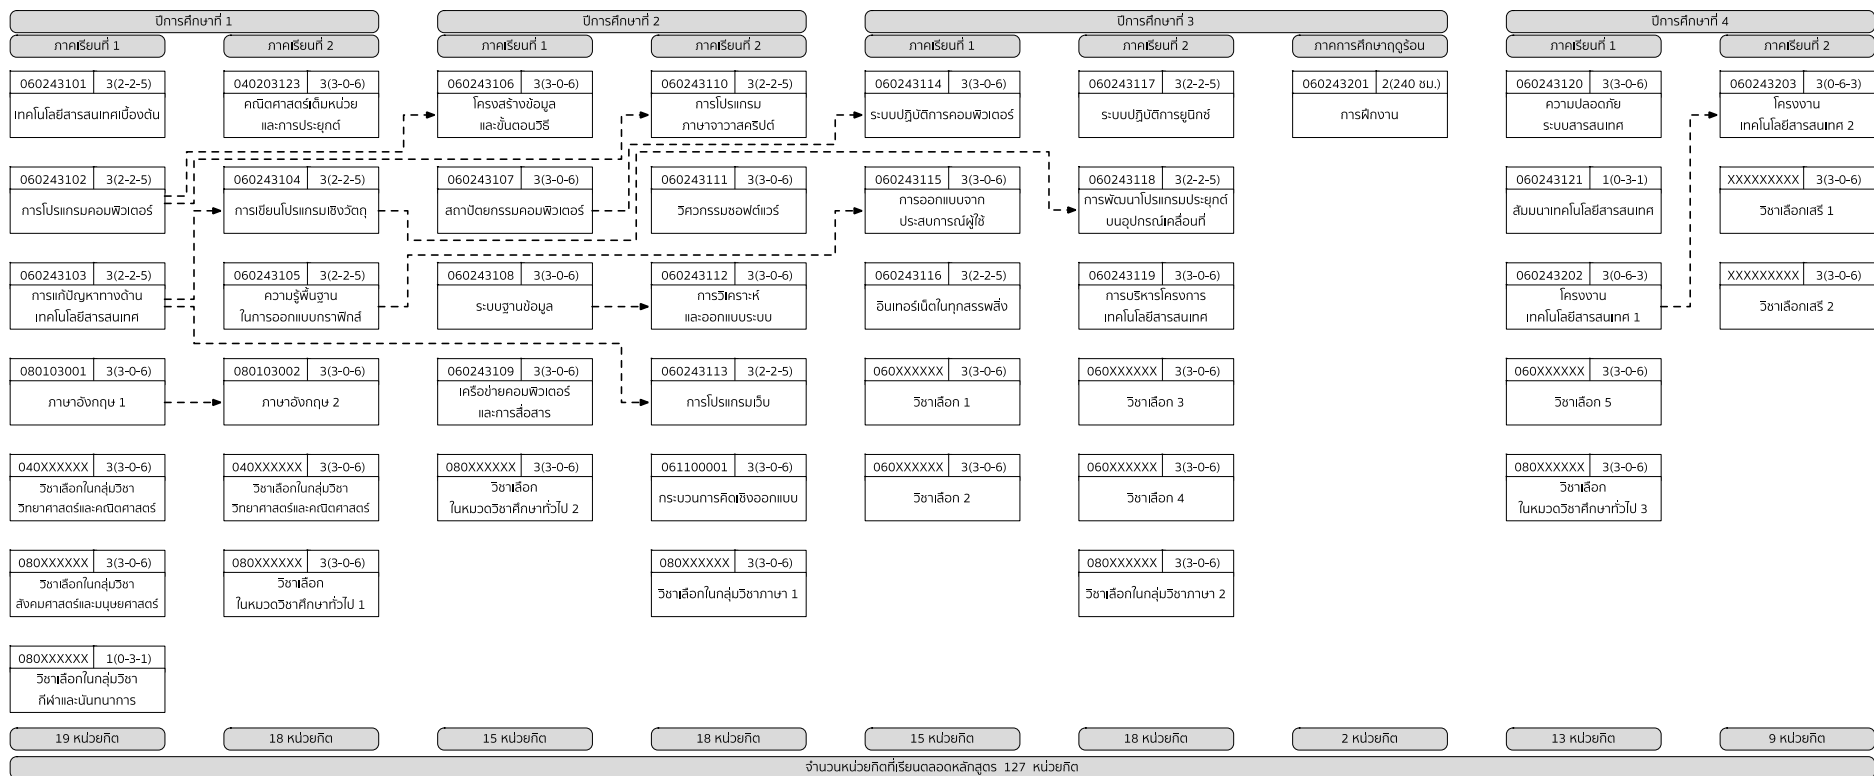 ปีการศึกษาที่ 1
ภาคเรียนที่ 1
060243101 3(2-2-5)
เทคโนโลยีสารสนเทศเบื้องต้น
060243102 3(2-2-5)
การโปรแกรมคอมพิวเตอร์
060243103 3(2-2-5)
การแก้ปัญหาทางด้าน
เทคโนโลยีสารสนเทศ
080103001 3(3-0-6)
ภาษาอังกฤษ 1
040XXXXXX 3(3-0-6)
วิชาเลือกในกลุ่มวิชา
วิทยาศาสตร์และคณิตศาสตร์
080XXXXXX 3(3-0-6)
วิชาเลือกในกลุ่มวิชา
สังคมศาสตร์และมนุษยศาสตร์
080XXXXXX 1(0-3-1)
วิชาเลือกในกลุ่มวิชา
กีฬาและนันทนาการ
19 หน่วยกิต
ภาคเรียนที่ 2
040203123 3(3-0-6)
คณิตศาสตร์เต็มหน่วย
และการประยุกต์
060243104 3(2-2-5)
การเขียนโปรแกรมเชิงวัตถุ
060243105 3(2-2-5)
ความรู้พื้นฐาน
ในการออกแบบกราฟิกส์
080103002 3(3-0-6)
ภาษาอังกฤษ 2
040XXXXXX 3(3-0-6)
วิชาเลือกในกลุ่มวิชา
วิทยาศาสตร์และคณิตศาสตร์
080XXXXXX 3(3-0-6)
วิชาเลือก
ในหมวดวิชาศึกษาทั่วไป 1
18 หน่วยกิต
ปีการศึกษาที่ 2
ภาคเรียนที่ 1
060243106 3(3-0-6)
โครงสร้างข้อมูล
และขั้นตอนวิธี
060243107 3(3-0-6)
สถาปัตยกรรมคอมพิวเตอร์
060243108 3(3-0-6)
ระบบฐานข้อมูล
060243109 3(3-0-6)
เครือข่ายคอมพิวเตอร์
และการสื่อสาร
080XXXXXX 3(3-0-6)
วิชาเลือก
ในหมวดวิชาศึกษาทั่วไป 2
15 หน่วยกิต
ภาคเรียนที่ 2
060243110 3(2-2-5)
การโปรแกรม
ภาษาจาวาสคริปต์
060243111 3(3-0-6)
วิศวกรรมซอฟต์แวร์
060243112 3(3-0-6)
การวิเคราะห์
และออกแบบระบบ
060243113 3(2-2-5)
การโปรแกรมเว็บ
061100001 3(3-0-6)
กระบวนการคิดเชิงออกแบบ
080XXXXXX 3(3-0-6)
วิชาเลือกในกลุ่มวิชาภาษา 1
18 หน่วยกิต
ปีการศึกษาที่ 3
ภาคเรียนที่ 1
060243114 3(3-0-6)
ระบบปฏิบัติการคอมพิวเตอร์
060243115 3(3-0-6)
การออกแบบจาก
ประสบการณ์ผู้ใช้
060243116 3(2-2-5)
อินเทอร์เน็ตในทุกสรรพสิ่ง
060XXXXXX 3(3-0-6)
วิชาเลือก 1
060XXXXXX 3(3-0-6)
วิชาเลือก 2
15 หน่วยกิต
ภาคเรียนที่ 2
060243117 3(2-2-5)
ระบบปฏิบัติการยูนิกซ์
060243118 3(2-2-5)
การพัฒนาโปรแกรมประยุกต์
บนอุปกรณ์เคลื่อนที่
060243119 3(3-0-6)
การบริหารโครงการ
เทคโนโลยีสารสนเทศ
060XXXXXX 3(3-0-6)
วิชาเลือก 3
060XXXXXX 3(3-0-6)
วิชาเลือก 4
080XXXXXX 3(3-0-6)
วิชาเลือกในกลุ่มวิชาภาษา 2
18 หน่วยกิต
ภาคการศึกษาฤดูร้อน
060243201 2(240 ชม.)
การฝึกงาน
2 หน่วยกิต
ปีการศึกษาที่ 4
ภาคเรียนที่ 1
060243120 3(3-0-6)
ความปลอดภัย
ระบบสารสนเทศ
060243121 1(0-3-1)
สัมมนาเทคโนโลยีสารสนเทศ
060243202 3(0-6-3)
โครงงาน
เทคโนโลยีสารสนเทศ 1
060XXXXXX 3(3-0-6)
วิชาเลือก 5
080XXXXXX 3(3-0-6)
วิชาเลือก
ในหมวดวิชาศึกษาทั่วไป 3
13 หน่วยกิต
ภาคเรียนที่ 2
060243203 3(0-6-3)
โครงงาน
เทคโนโลยีสารสนเทศ 2
XXXXXXXXX 3(3-0-6)
วิชาเลือกเสรี 1
XXXXXXXXX 3(3-0-6)
วิชาเลือกเสรี 2
9 หน่วยกิต
จำนวนหน่วยกิตที่เรียนตลอดหลักสูตร 127 หน่วยกิต